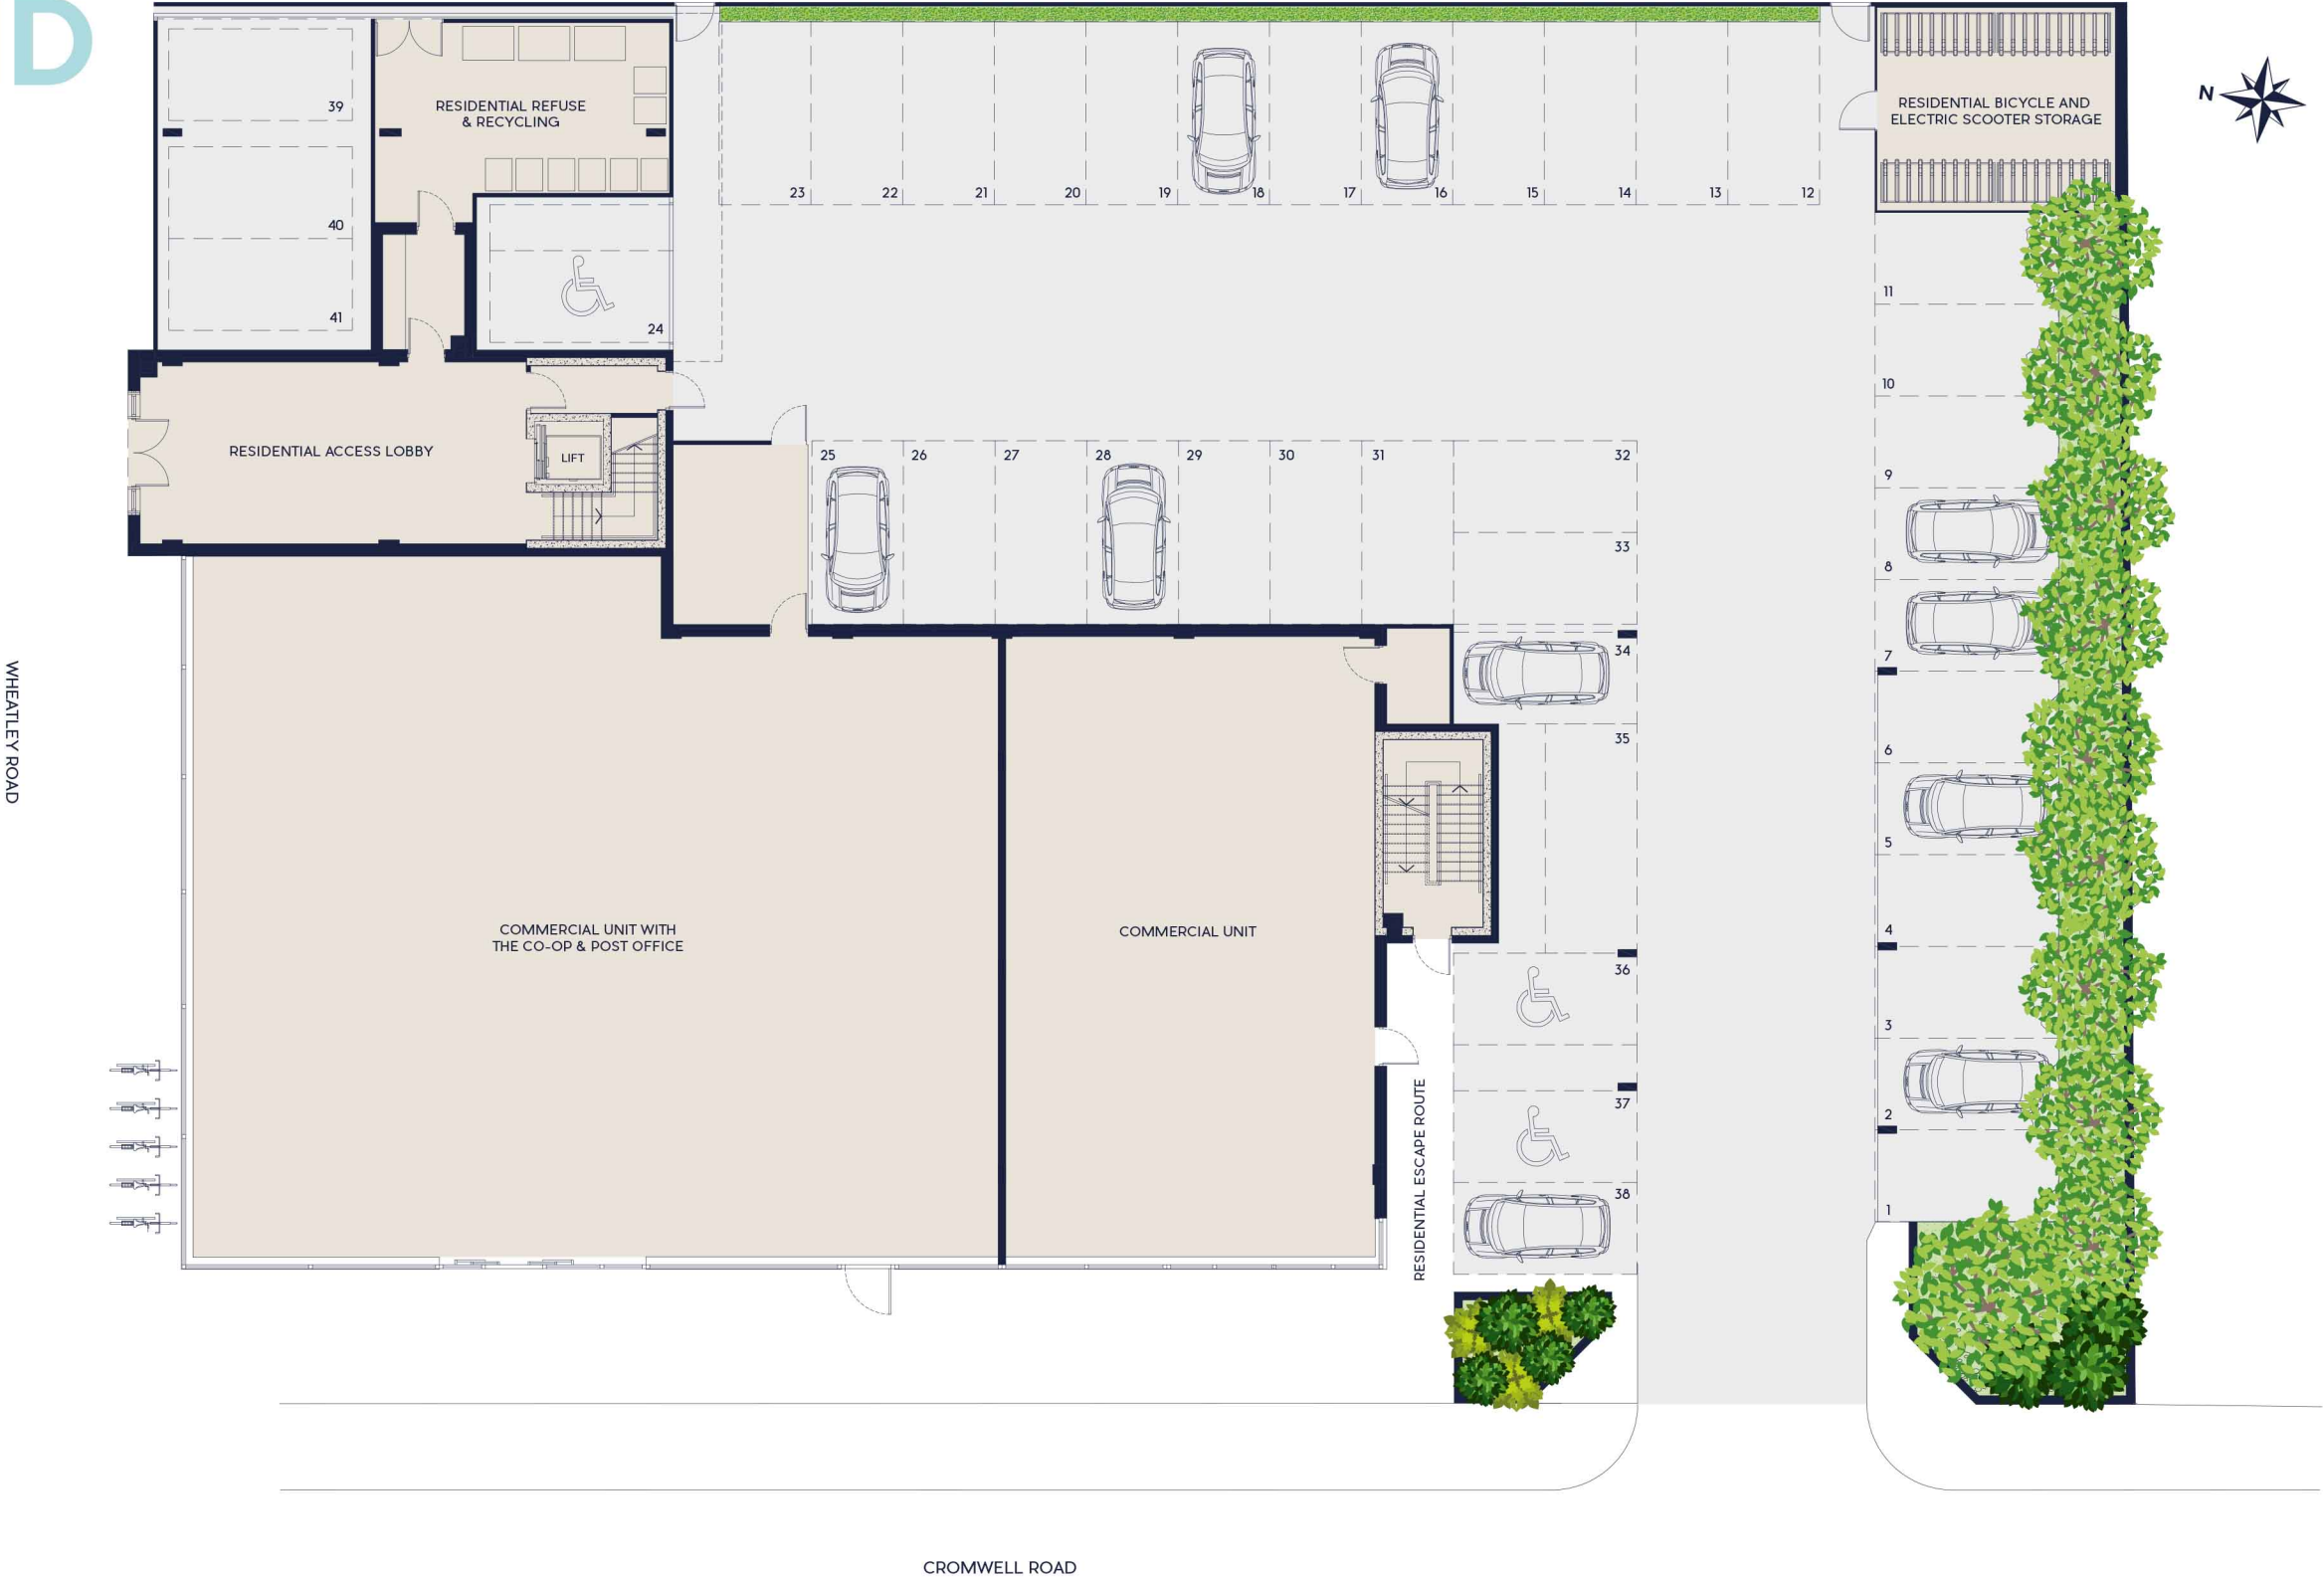 D
39
RESIDENTIAL REFUSE
& RECYCLING
RESIDENTIAL BICYCLE AND
ELECTRIC SCOOTER STORAGE
N
23
22
21
20
19
18
17
16
15
14
13
12
40
41
24
11
10
RESIDENTIAL ACCESS LOBBY
LIFT
25
26
27
28
29
30
31
32
9
33
8
34
7
35
6
5
WHEATLEY ROAD
COMMERCIAL UNIT WITH
THE CO-OP & POST OFFICE
COMMERCIAL UNIT
4
36
3
37
2
RESIDENTIAL ESCAPE ROUTE
38
1
CROMWELL ROAD